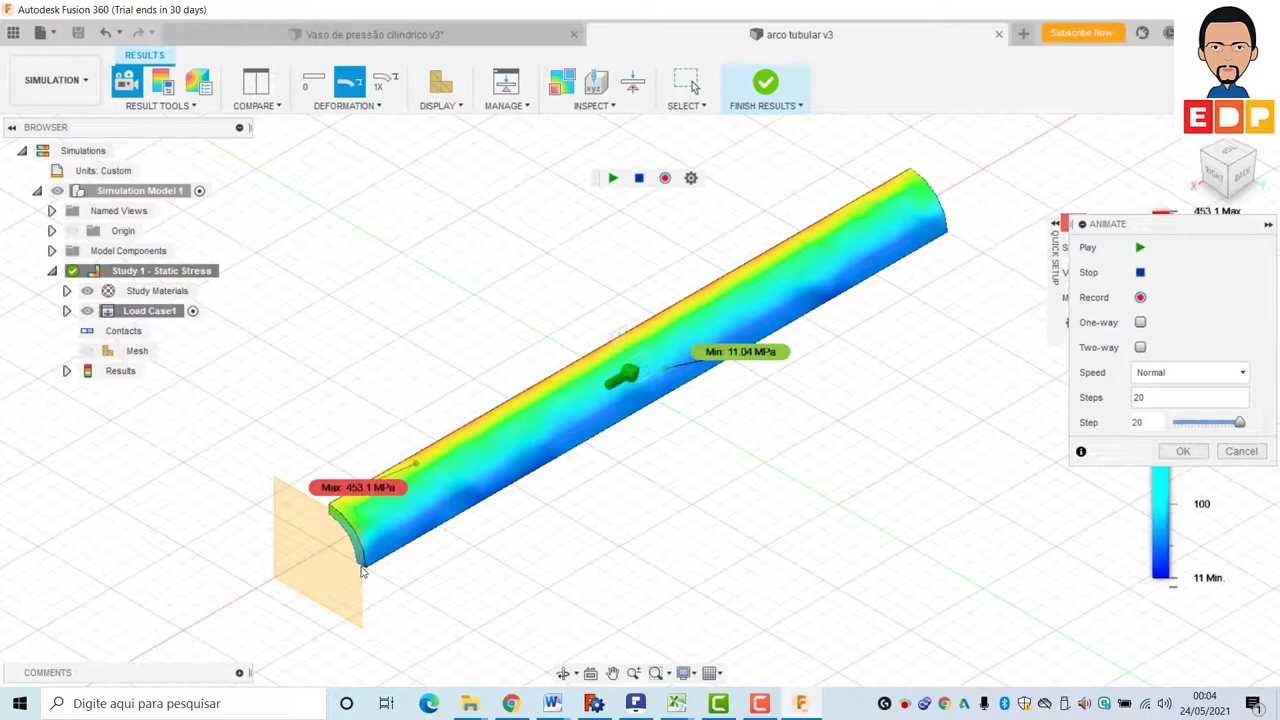 Autodesk Fusion 360 (Trial ends in 30 days)
Vaso de pressão cilíndrico v3*
arco tubular v3
Subscribe Now
RESULTS
SIMULATION
RESULT TOOLS
COMPARE
DEFORMATION
1X
DISPLAY
MANAGE
xyz
INSPECT
SELECT
FINISH RESULTS
EDP
BROWSER
Simulations
Units: Custom
Simulation Model 1
Named Views
Origin
Model Components
Study 1 - Static Stress
Study Materials
Load Case1
Contacts
Mesh
Results
RIGHT
BACK
X
Y
453.1 Max
QUICK SETUP
ANIMATE
Play
Stop
Record
One-way
Two-way
Speed
Normal
Steps
20
Step
20
OK
Cancel
Min: 11.04 MPa
Max: 453.1 MPa
100
11 Min.
COMMENTS
Digite aqui para pesquisar
00:04
24/05/2021